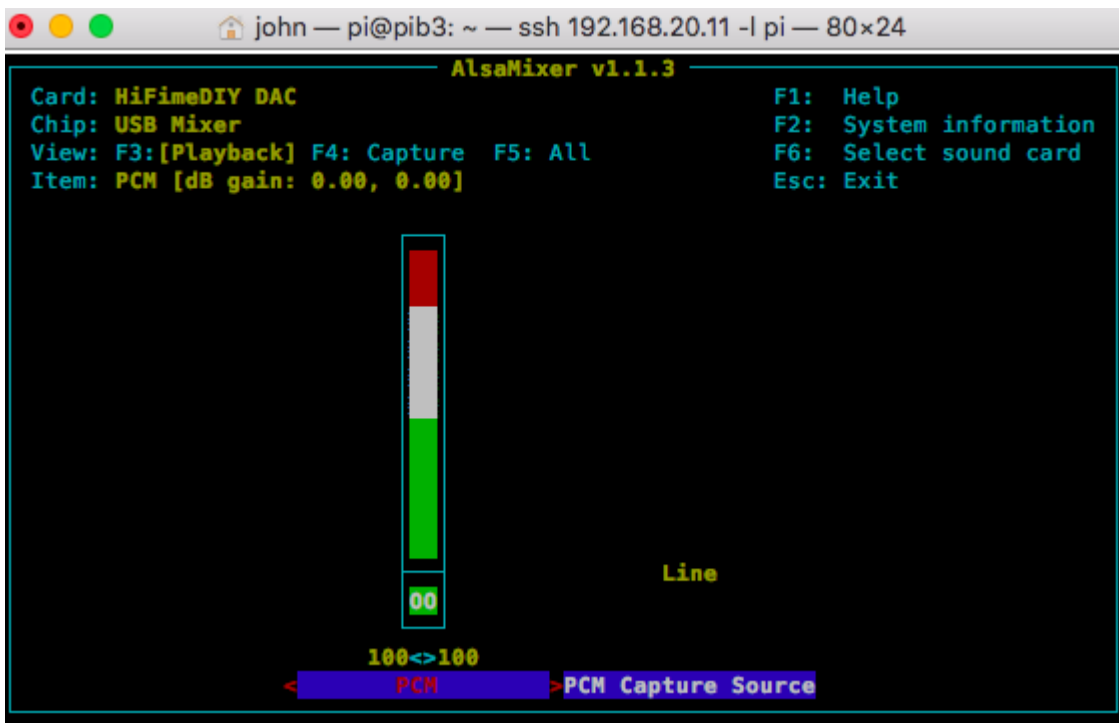 john — pi@pib3: ~ — ssh 192.168.20.11 -l pi — 80×24
AlsaMixer v1.1.3
Card: HiFimeDIY DAC F1: Help
Chip: USB Mixer F2: System information
View: F3:[Playback] F4: Capture F5: All F6: Select sound card
Item: PCM [dB gain: 0.00, 0.00] Esc: Exit
Line
OO
100<>100
< PCM >PCM Capture Source